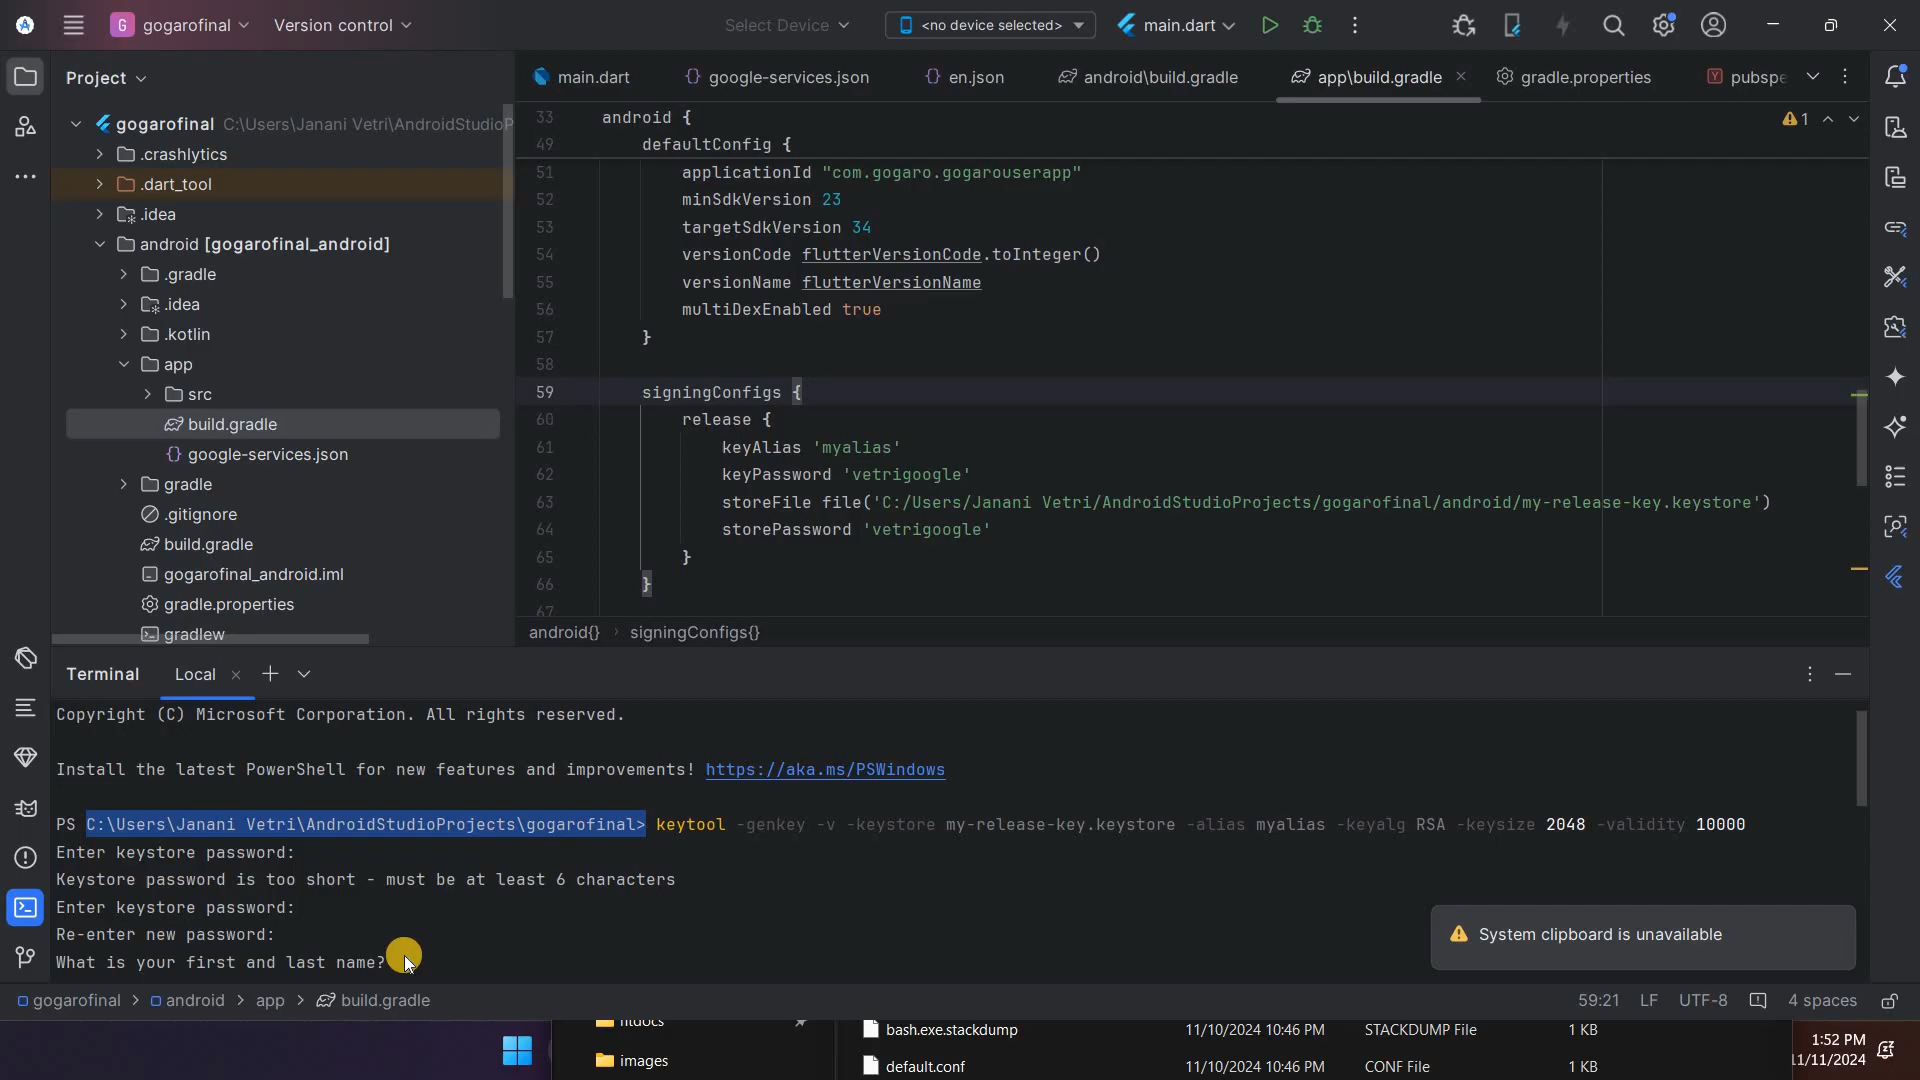 G gogarofinal Version control Select Device <no device selected> main.dart
Project
gogarofinal C:\Users\Janani Vetri\AndroidStudioP
.crashlytics
.dart_tool
.idea
android [gogarofinal_android]
.gradle
.idea
.kotlin
app
src
build.gradle
google-services.json
gradle
.gitignore
build.gradle
gogarofinal_android.iml
gradle.properties
gradlew
main.dart google-services.json en.json android\build.gradle app\build.gradle gradle.properties pubspe
1
33 android {
49 defaultConfig {
51 applicationId "com.gogaro.gogarouserapp"
52 minSdkVersion 23
53 targetSdkVersion 34
54 versionCode flutterVersionCode.toInteger()
55 versionName flutterVersionName
56 multiDexEnabled true
57 }
58
59 signingConfigs {
60 release {
61 keyAlias 'myalias'
62 keyPassword 'vetrigoogle'
63 storeFile file('C:/Users/Janani Vetri/AndroidStudioProjects/gogarofinal/android/my-release-key.keystore')
64 storePassword 'vetrigoogle'
65 }
66 }
67
android{} › signingConfigs{}
Terminal Local
Copyright (C) Microsoft Corporation. All rights reserved.
Install the latest PowerShell for new features and improvements! https://aka.ms/PSWindows
PS C:\Users\Janani Vetri\AndroidStudioProjects\gogarofinal> keytool -genkey -v -keystore my-release-key.keystore -alias myalias -keyalg RSA -keysize 2048 -validity 10000
Enter keystore password:
Keystore password is too short - must be at least 6 characters
Enter keystore password:
Re-enter new password:
What is your first and last name?
System clipboard is unavailable
gogarofinal > android > app > build.gradle 59:21 LF UTF-8 4 spaces
htdocs
images
bash.exe.stackdump 11/10/2024 10:46 PM STACKDUMP File 1 KB
default.conf 11/10/2024 10:46 PM CONF File 1 KB
1:52 PM
11/11/2024